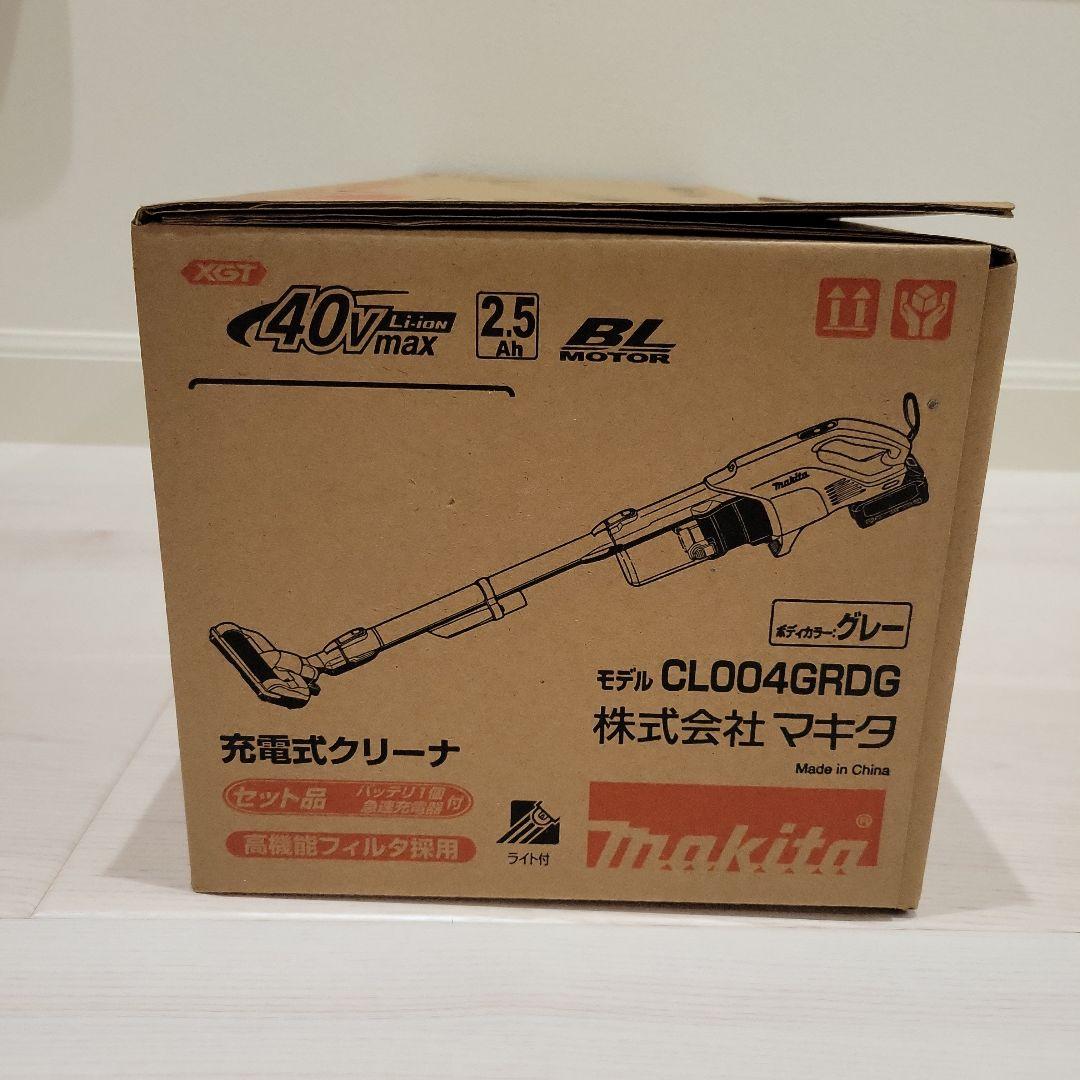 XGT
40Vmax Li-ion
2.5
Ah
BL
MOTOR
makita
ボディカラー:グレー
モデル CL004GRDG
株式会社 マキタ
Made in China
充電式クリーナ
セット品 バッテリ1個
急速充電器 付
高機能フィルタ採用
ライト付
makita®